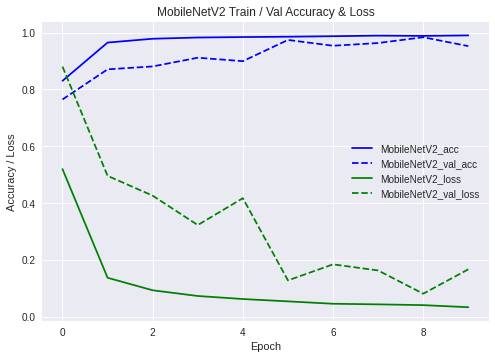 MobileNetV2 Train / Val Accuracy & Loss
1.0
0.8
0.6
0.4
0.2
0.0
Accuracy / Loss
MobileNetV2_acc
MobileNetV2_val_acc
MobileNetV2_loss
MobileNetV2_val_loss
0 2 4 6 8
Epoch